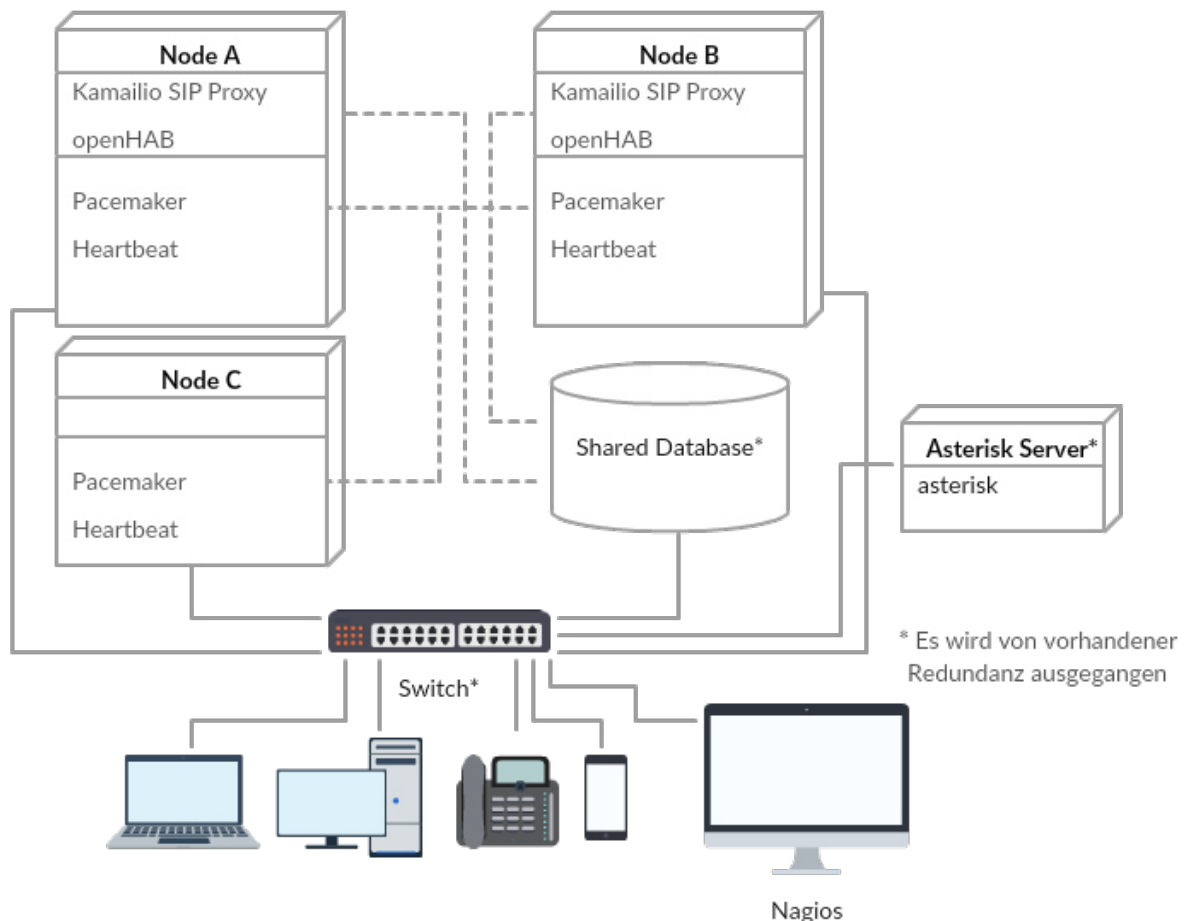 Node A
Kamailio SIP Proxy
openHAB
Pacemaker
Heartbeat
Node B
Kamailio SIP Proxy
openHAB
Pacemaker
Heartbeat
Node C
Pacemaker
Heartbeat
Shared Database*
Asterisk Server*
asterisk
* Es wird von vorhandener
Redundanz ausgegangen
Switch*
Nagios